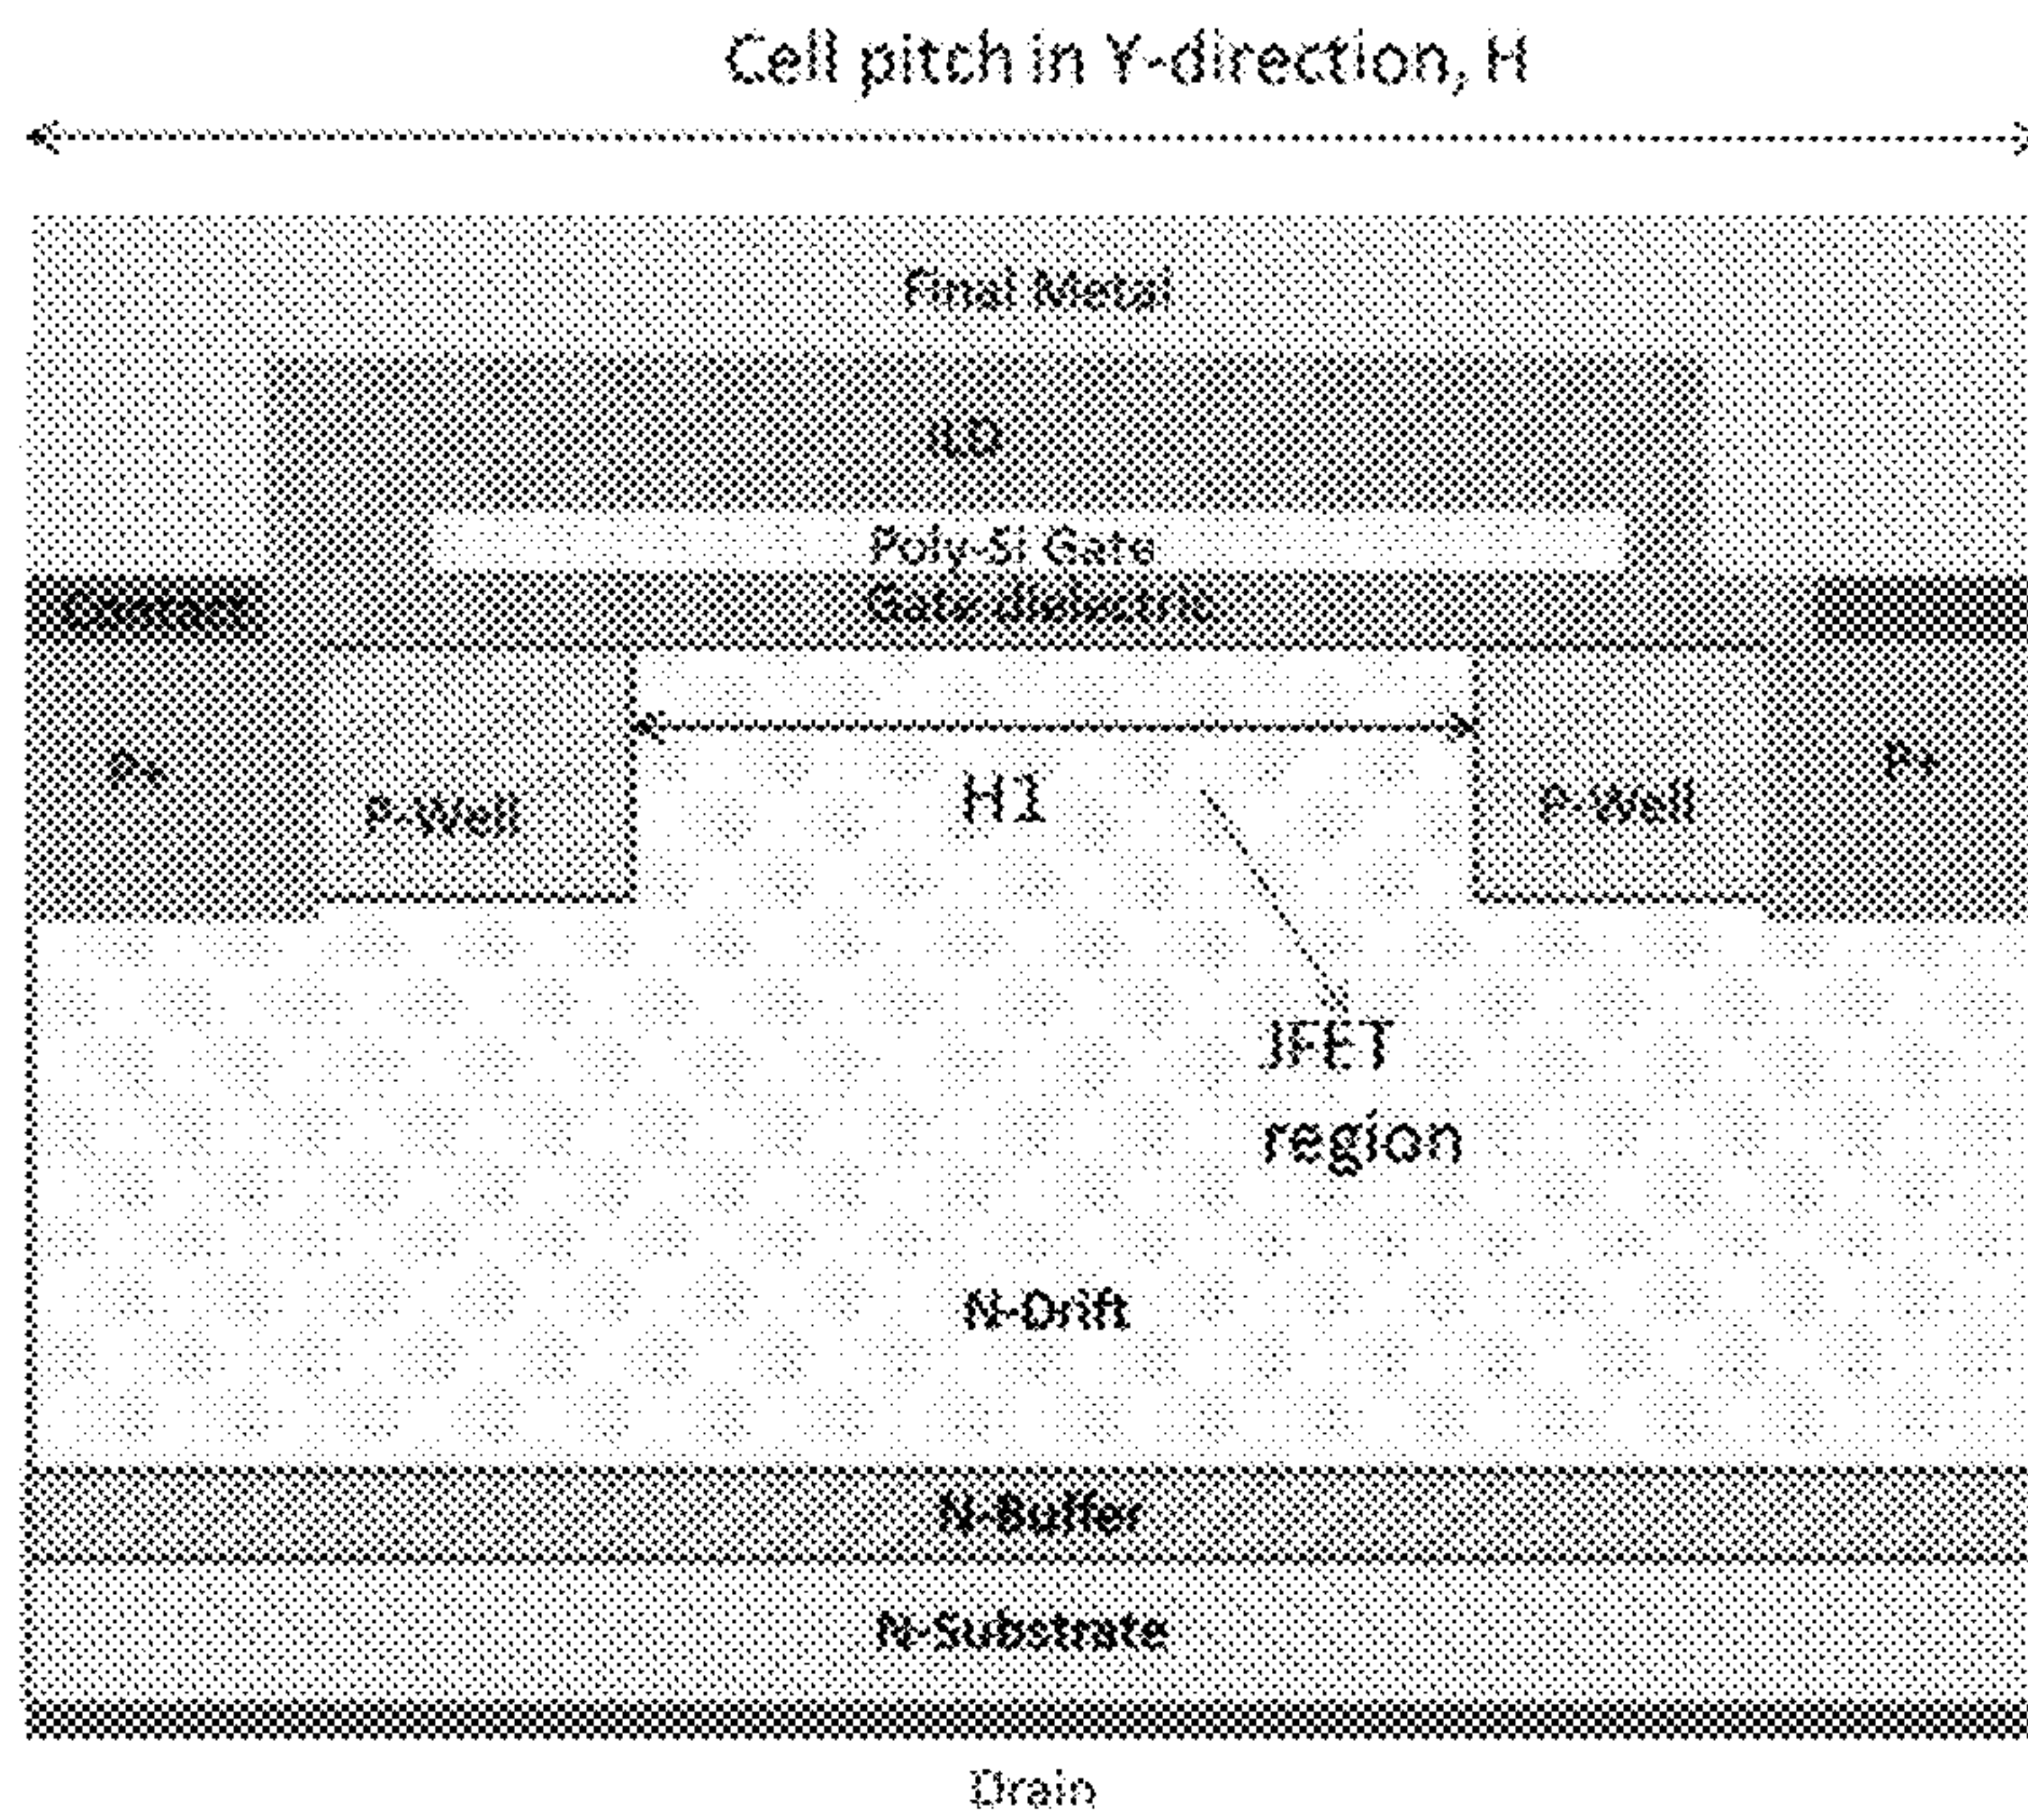 Cell pitch in Y-direction, H
Final Metal
ILD
Poly-Si Gate
Gate dielectric
Contact
P+
P-Well
H1
P-Well
P+
JFET
region
N-Drift
N-Buffer
N-Substrate
Drain